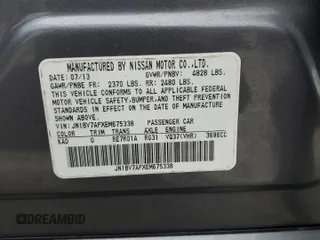 MANUFACTURED BY NISSAN MOTOR CO.,LTD.
DATE: 07/13 GVWR/PNBV: 4828 LBS.
GAWR/PNBE FR: 2370 LBS. RR: 2480 LBS.
THIS VEHICLE CONFORMS TO ALL APPLICABLE FEDERAL
MOTOR VEHICLE SAFETY,BUMPER,AND THEFT PREVENTION
STANDARDS IN EFFECT ON THE DATE OF MANUFACTURE
SHOWN ABOVE.
VIN: JN1BV7APXEM675338 PASSENGER CAR
COLOR TRIM TRANS AXLE ENGINE
KAD G RE7R01A RG31 VQ37(VHR) 3696CC
JN1BV7APXEM675338
DREAMBID